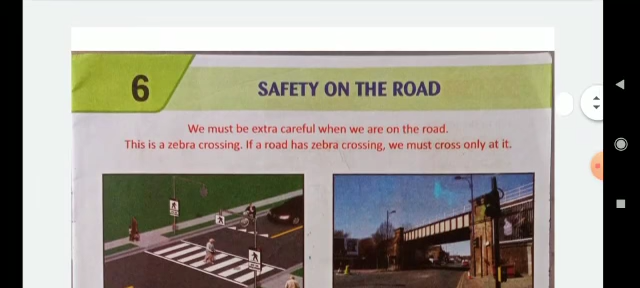 6
SAFETY ON THE ROAD
We must be extra careful when we are on the road.
This is a zebra crossing. If a road has zebra crossing, we must cross only at it.